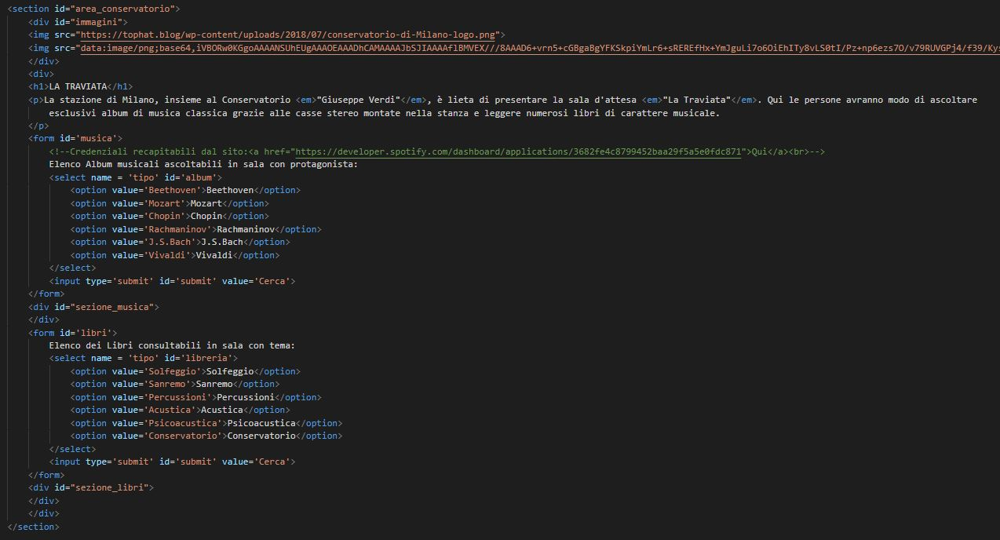 <section id="area_conservatorio">
<div id="immagini">
<img src="https://tophat.blog/wp-content/uploads/2018/07/conservatorio-di-Milano-logo.png">
<img src="data:image/png;base64,iVBORw0KGgoAAAANSUhEUgAAAOEAAADhCAMAAAAJbSJIAAAAflBMVEX///8AAAD6+vrn5+cGBgaBgYFKSkpiYmLr6+sREREfHx+YmJguLi7o6OiEhITy8vLS0tI/Pz+np6ezs7O/v79RUVGPj4/f39/Kys
</div>
<div>
<h1>LA TRAVIATA</h1>
<p>La stazione di Milano, insieme al Conservatorio <em>"Giuseppe Verdi"</em>, è lieta di presentare la sala d'attesa <em>"La Traviata"</em>. Qui le persone avranno modo di ascoltare
esclusivi album di musica classica grazie alle casse stereo montate nella stanza e leggere numerosi libri di carattere musicale.
</p>
<form id='musica'>
<!--Credenziali recapitabili dal sito:<a href="https://developer.spotify.com/dashboard/applications/3682fe4c8799452baa29f5a5e0fdc871">Qui</a><br>-->
Elenco Album musicali ascoltabili in sala con protagonista:
<select name = 'tipo' id='album'>
<option value='Beethoven'>Beethoven</option>
<option value='Mozart'>Mozart</option>
<option value='Chopin'>Chopin</option>
<option value='Rachmaninov'>Rachmaninov</option>
<option value='J.S.Bach'>J.S.Bach</option>
<option value='Vivaldi'>Vivaldi</option>
</select>
<input type='submit' id='submit' value='Cerca'>
</form>
<div id="sezione_musica">
</div>
<form id='libri'>
Elenco dei Libri consultabili in sala con tema:
<select name = 'tipo' id='libreria'>
<option value='Solfeggio'>Solfeggio</option>
<option value='Sanremo'>Sanremo</option>
<option value='Percussioni'>Percussioni</option>
<option value='Acustica'>Acustica</option>
<option value='Psicoacustica'>Psicoacustica</option>
<option value='Conservatorio'>Conservatorio</option>
</select>
<input type='submit' id='submit' value='Cerca'>
</form>
<div id="sezione_libri">
</div>
</div>
</section>